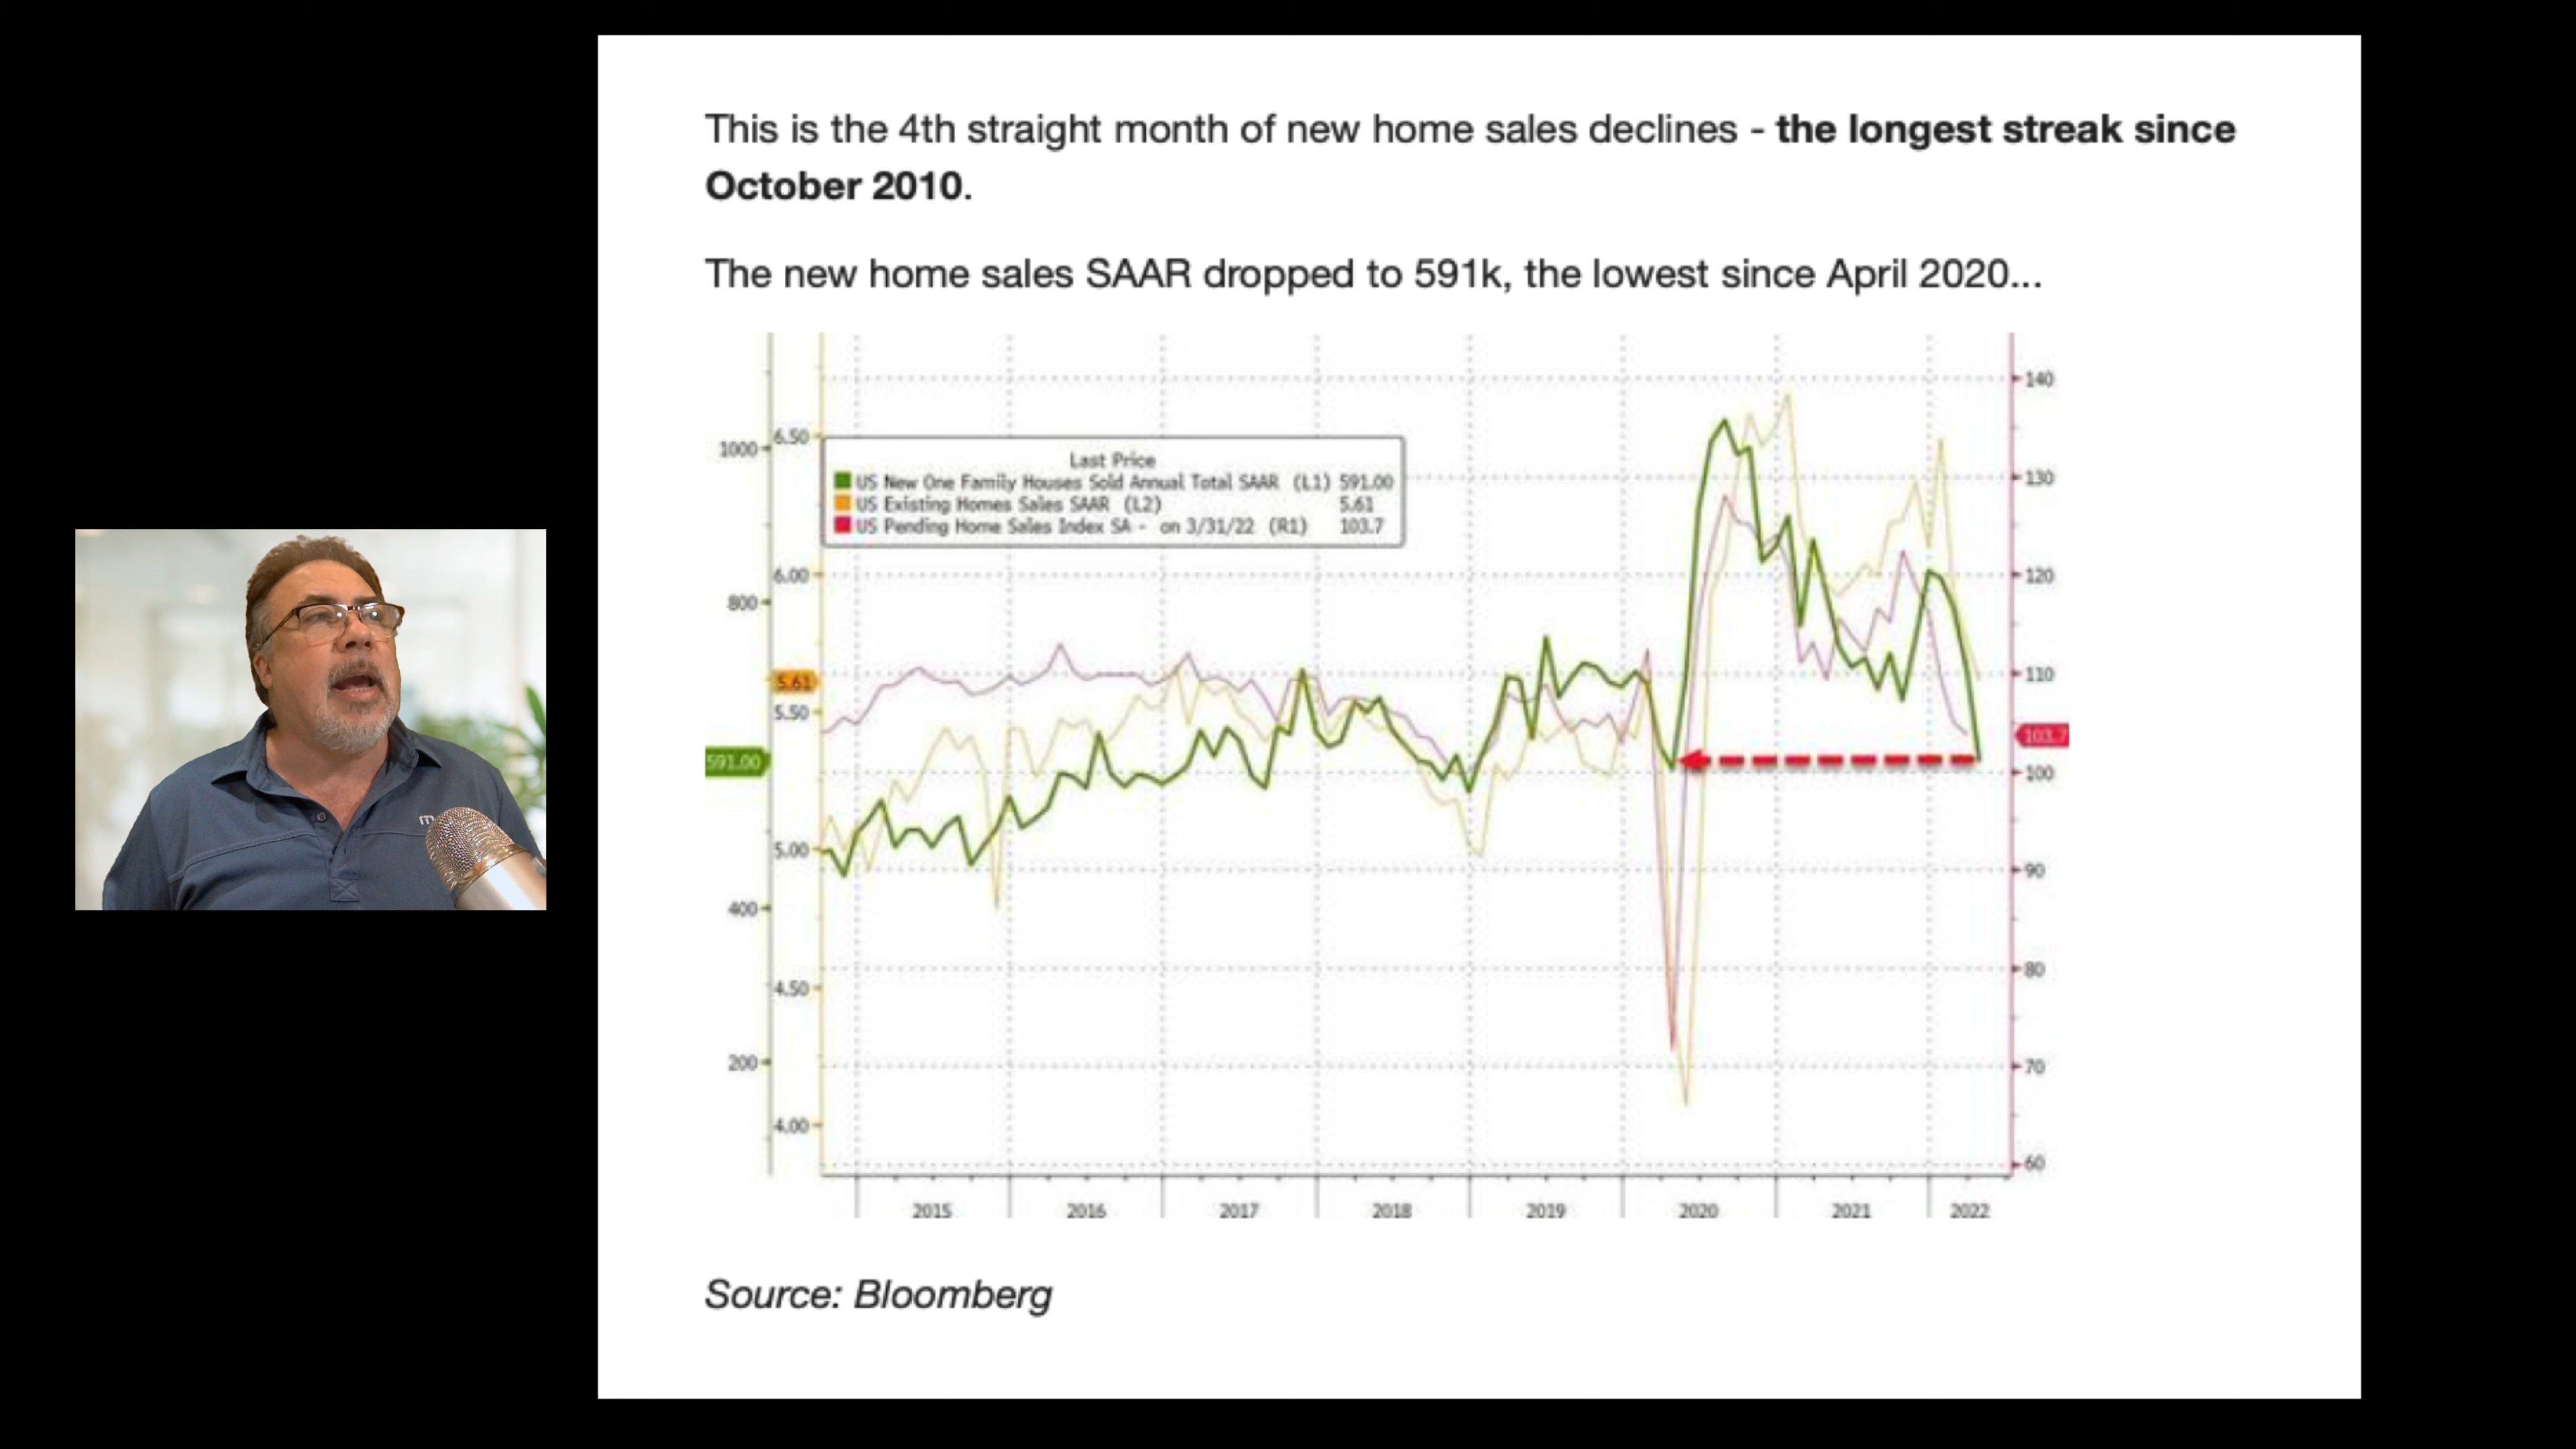 This is the 4th straight month of new home sales declines - the longest streak since
October 2010.
The new home sales SAAR dropped to 591k, the lowest since April 2020...
Last Price
US New One Family Houses Sold Annual Total SAAR (L1) 591.00
US Existing Homes Sales SAAR (L2) 5.61
US Pending Home Sales Index SA - on 3/31/22 (R1) 103.7
1000
800
591.00
400
200
6.50
6.00
5.61
5.50
5.00
4.50
4.00
140
130
120
110
103.7
100
90
80
70
60
2015 2016 2017 2018 2019 2020 2021 2022
Source: Bloomberg